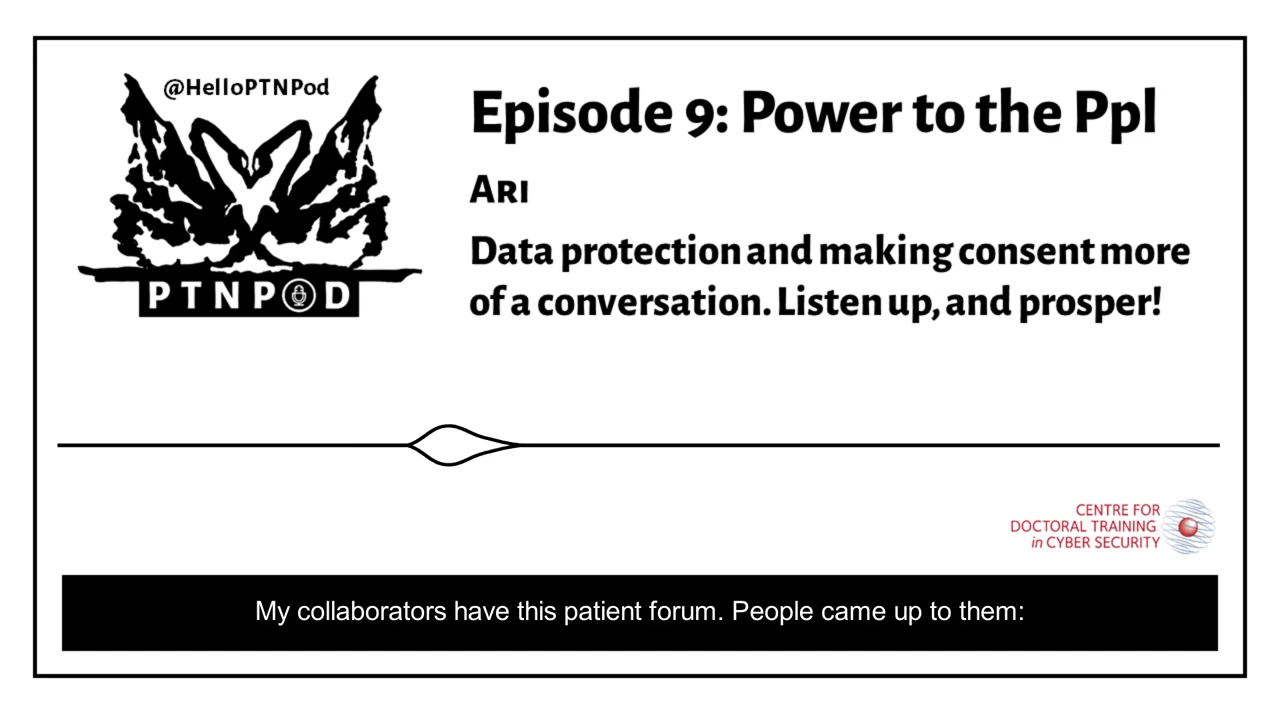 @HelloPTNPod
PTNPOD
Episode 9: Power to the Ppl
Ari
Data protection and making consent more
of a conversation. Listen up, and prosper!
CENTRE FOR
DOCTORAL TRAINING
in CYBER SECURITY
My collaborators have this patient forum. People came up to them: